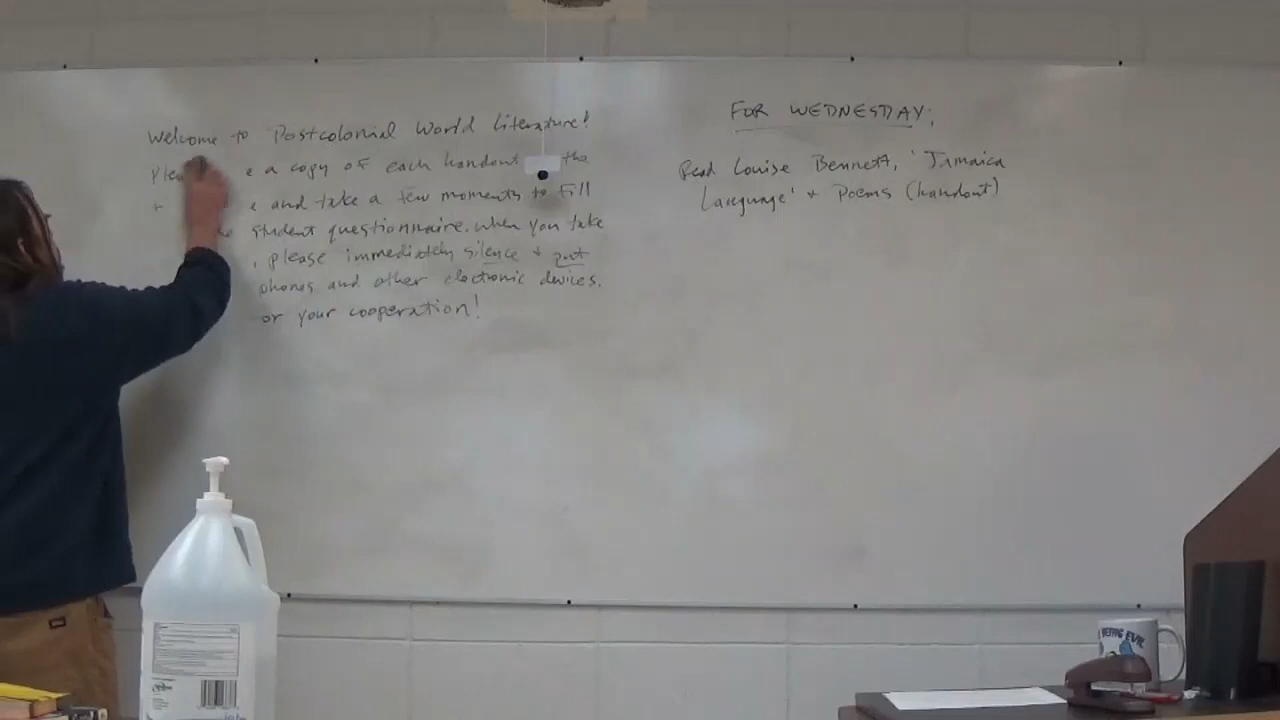 Welcome to Postcolonial World Literature!
a copy of each handout the
and take a few moments to fill
student questionnaire. When you take
, please immediately silence + put
phones and other electronic devices.
or your cooperation!
FOR WEDNESDAY:
Read Louise Bennett, 'Jamaica
Language' + Poems (handout)
BEING EVIL